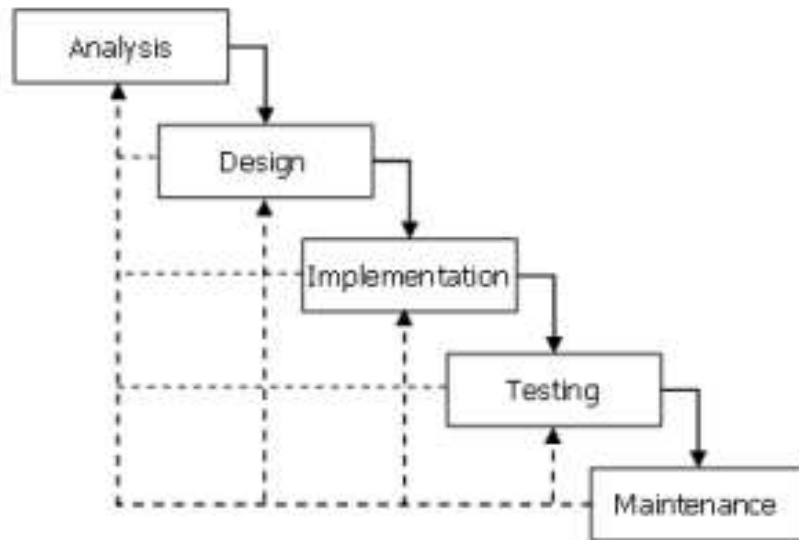 Analysis
Design
Implementation
Testing
Maintenance